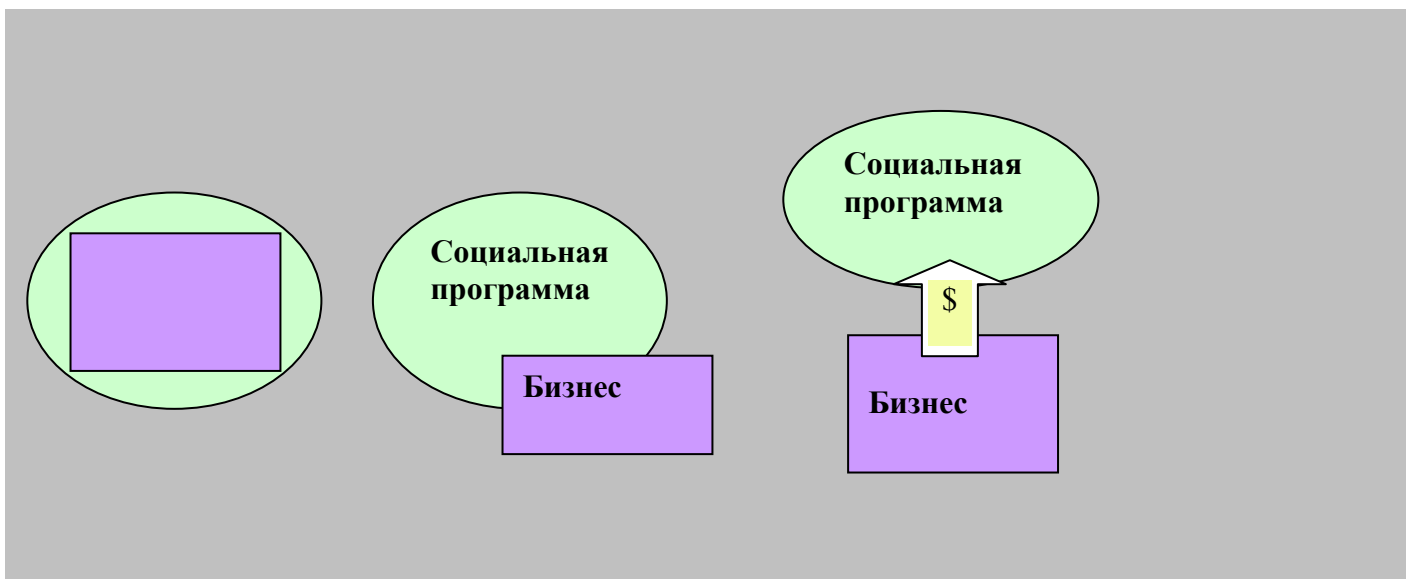 Социальная
программа
Бизнес
Социальная
программа
$
Бизнес